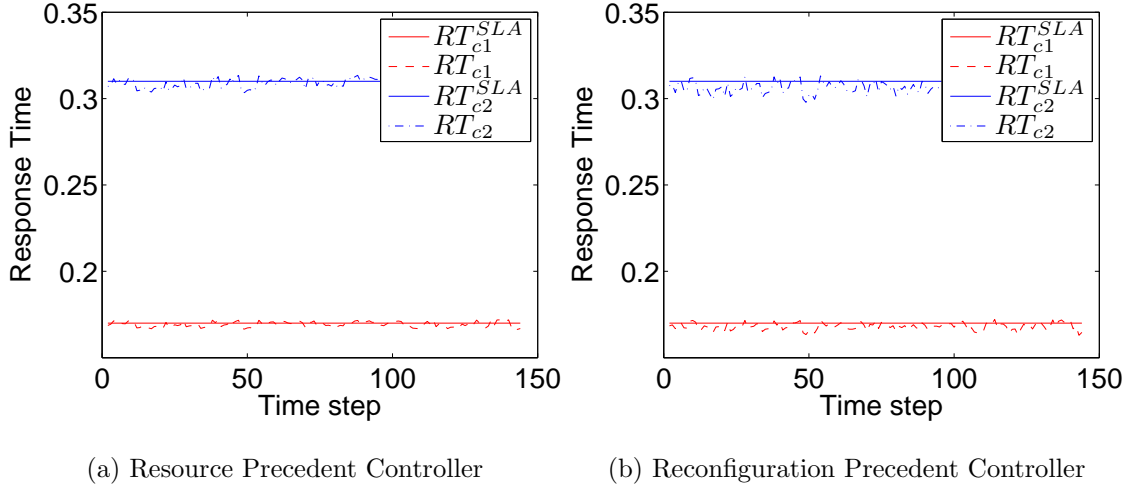 0.35
0.3
0.25
0.2
0 50 100 150
Response Time
Time step
RT_{c1}^{SLA}
RT_{c1}
RT_{c2}^{SLA}
RT_{c2}
(a) Resource Precedent Controller
0.35
0.3
0.25
0.2
0 50 100 150
Response Time
Time step
RT_{c1}^{SLA}
RT_{c1}
RT_{c2}^{SLA}
RT_{c2}
(b) Reconfiguration Precedent Controller